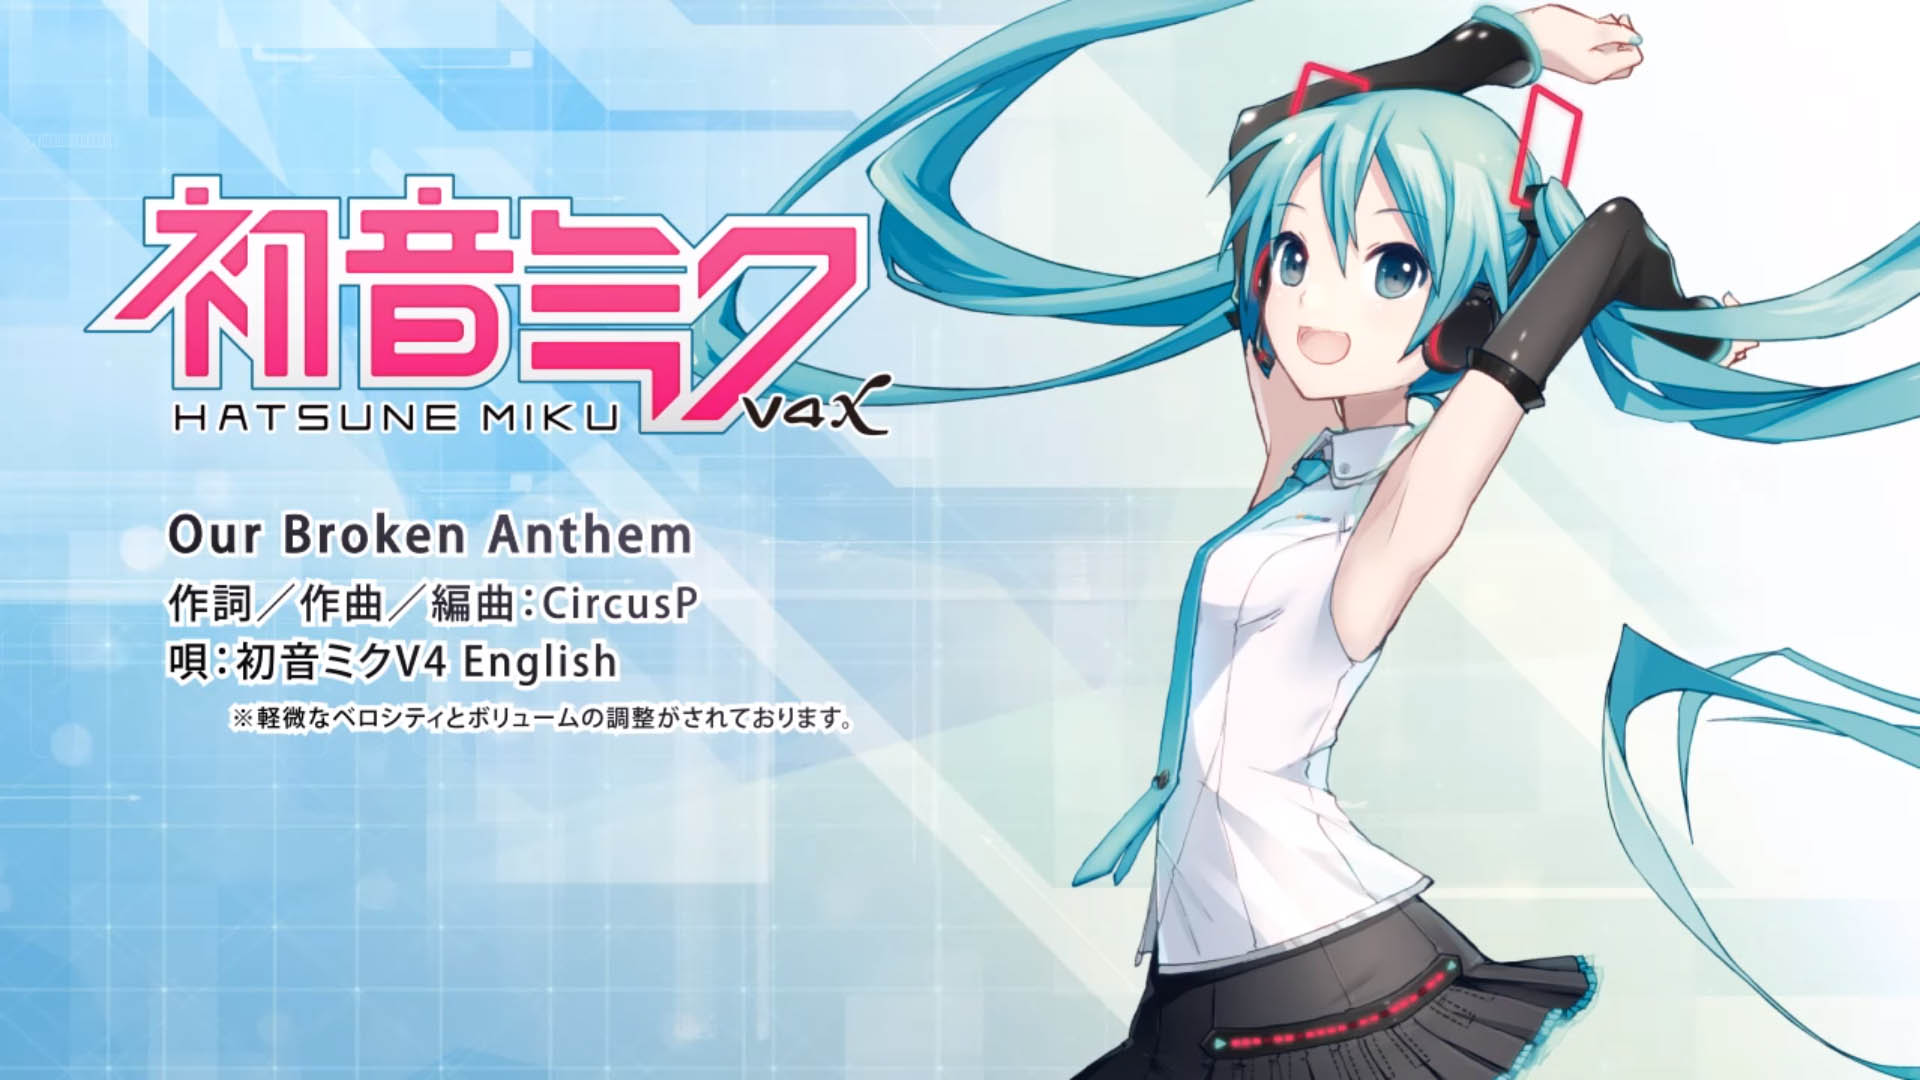 初音ミク
HATSUNE MIKU V4X
Our Broken Anthem
作詞／作曲／編曲：CircusP
唄：初音ミクV4 English
※軽微なベロシティとボリュームの調整がされております。